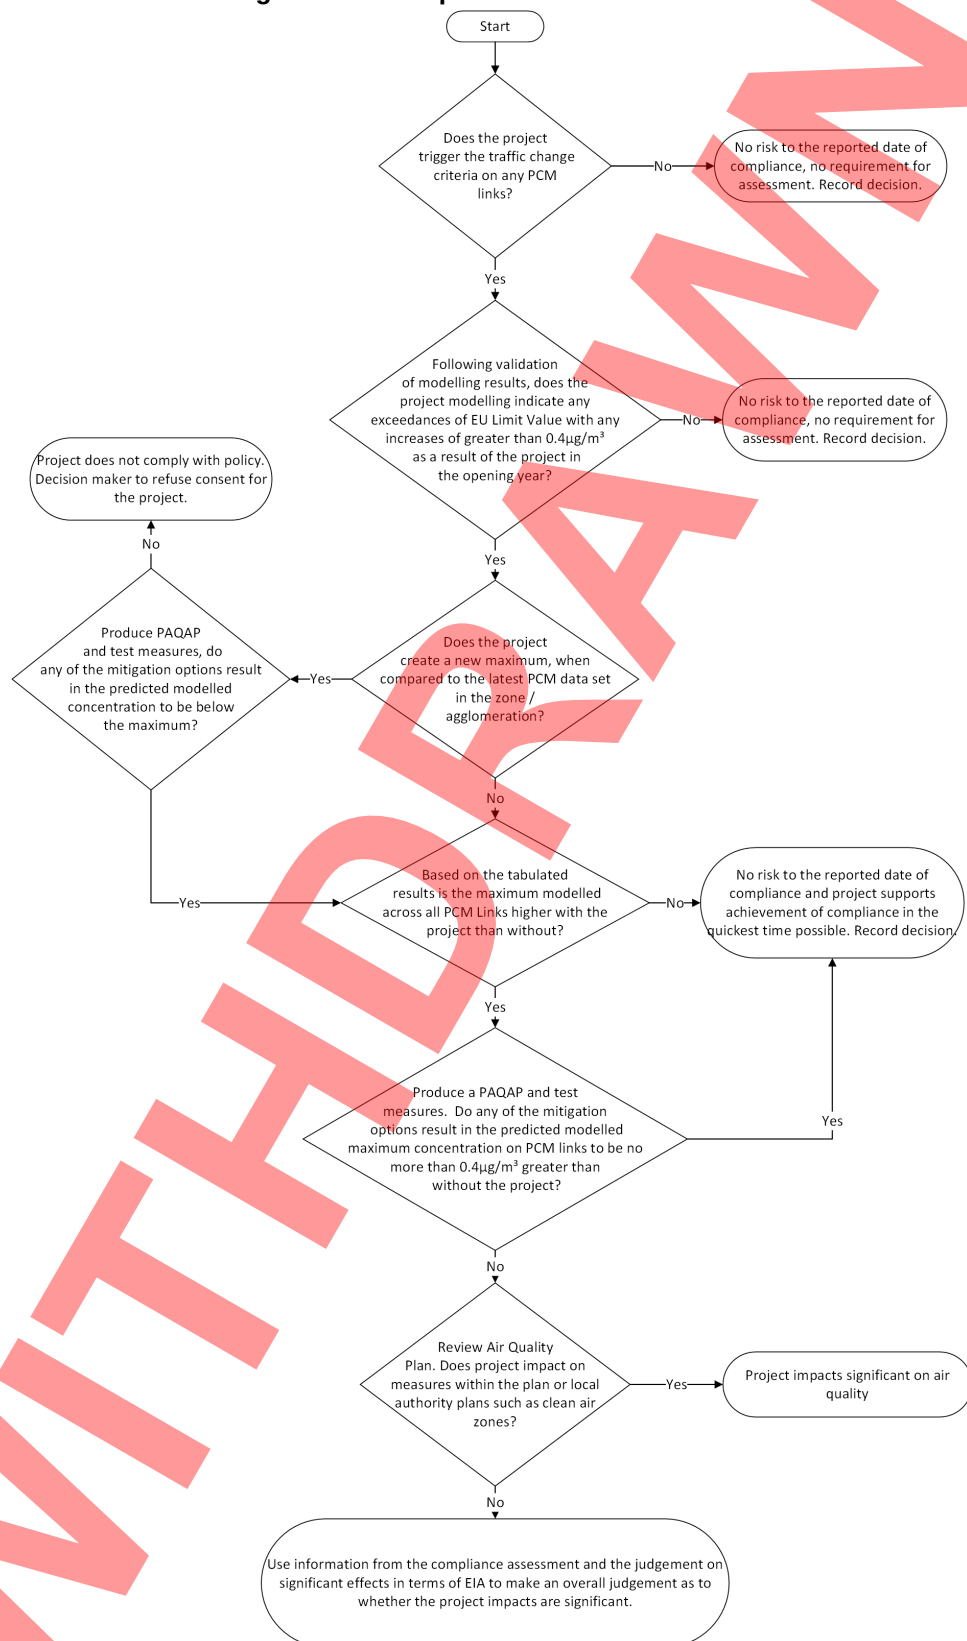 Start
Does the project
trigger the traffic change
criteria on any PCM
links?
No
No risk to the reported date of
compliance, no requirement for
assessment. Record decision.
Yes
Following validation
of modelling results, does the
project modelling indicate any
exceedances of EU Limit Value with any
increases of greater than 0.4µg/m³
as a result of the project in
the opening year?
No
No risk to the reported date of
compliance, no requirement for
assessment. Record decision.
Yes
Project does not comply with policy.
Decision maker to refuse consent for
the project.
No
Produce PAQAP
and test measures, do
any of the mitigation options result
in the predicted modelled
concentration to be below
the maximum?
Yes
Does the project
create a new maximum, when
compared to the latest PCM data set
in the zone /
agglomeration?
No
Yes
Based on the tabulated
results is the maximum modelled
across all PCM Links higher with the
project than without?
No
No risk to the reported date of
compliance and project supports
achievement of compliance in the
quickest time possible. Record decision.
Yes
Produce a PAQAP and test
measures.  Do any of the mitigation
options result in the predicted modelled
maximum concentration on PCM links to be no
more than 0.4µg/m³ greater than
without the project?
Yes
No
Review Air Quality
Plan. Does project impact on
measures within the plan or local
authority plans such as clean air
zones?
Yes
Project impacts significant on air
quality
No
Use information from the compliance assessment and the judgement on
significant effects in terms of EIA to make an overall judgement as to
whether the project impacts are significant.
WITHDRAWN